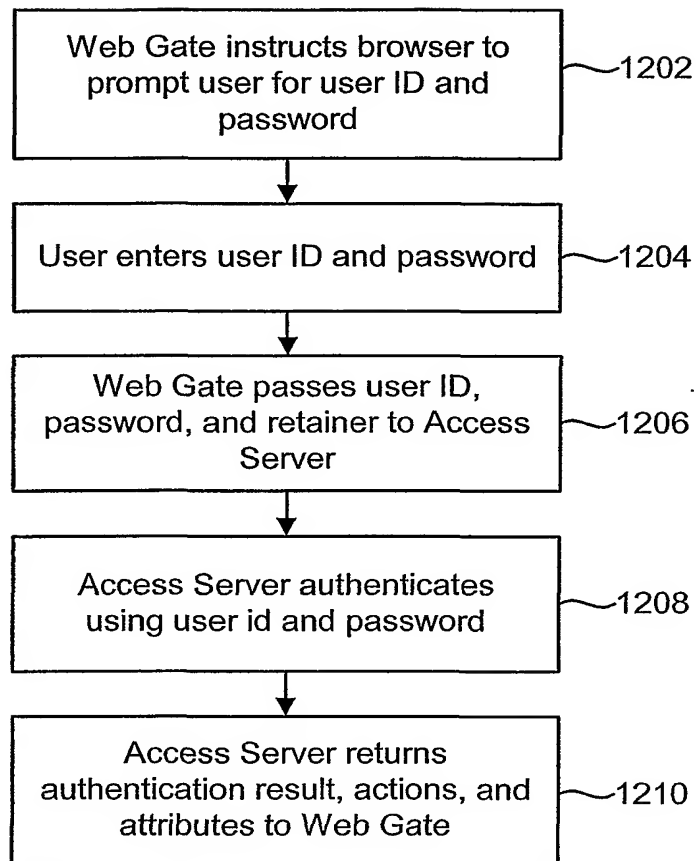 Web Gate instructs browser to
prompt user for user ID and
password
1202
User enters user ID and password
1204
Web Gate passes user ID,
password, and retainer to Access
Server
1206
Access Server authenticates
using user id and password
1208
Access Server returns
authentication result, actions, and
attributes to Web Gate
1210